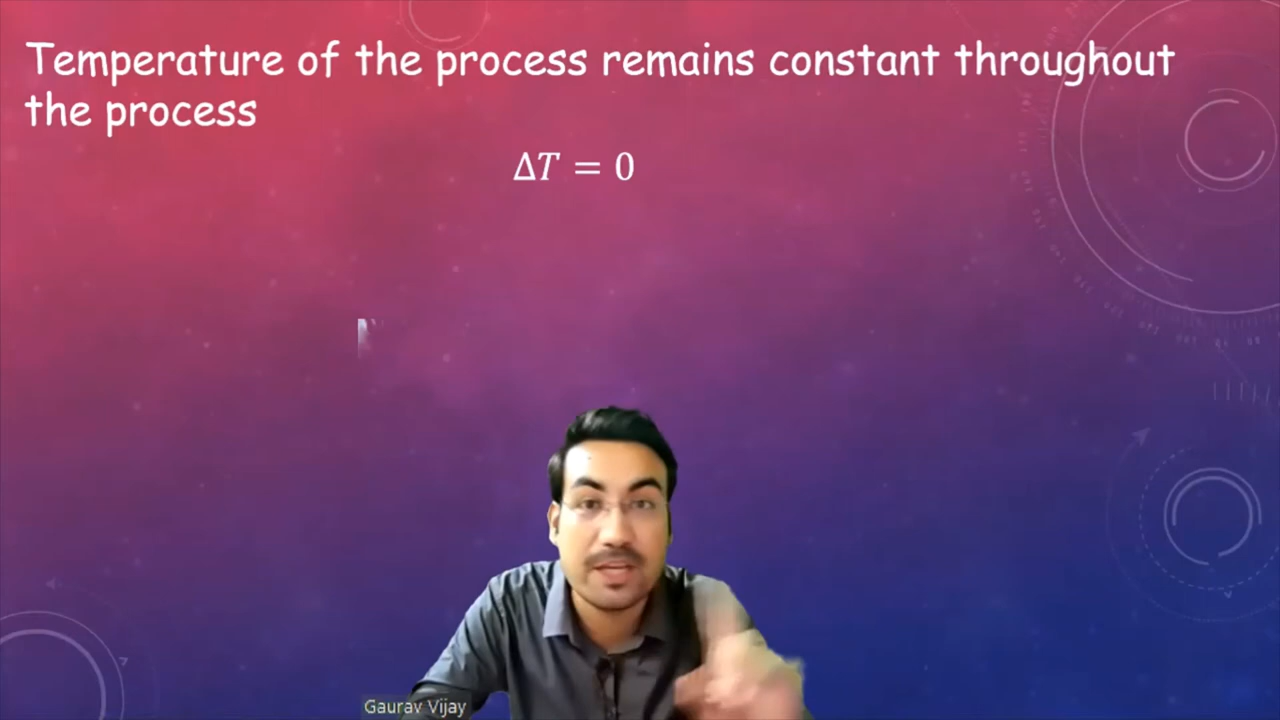 Temperature of the process remains constant throughout
the process
ΔT = 0
Gaurav Vijay